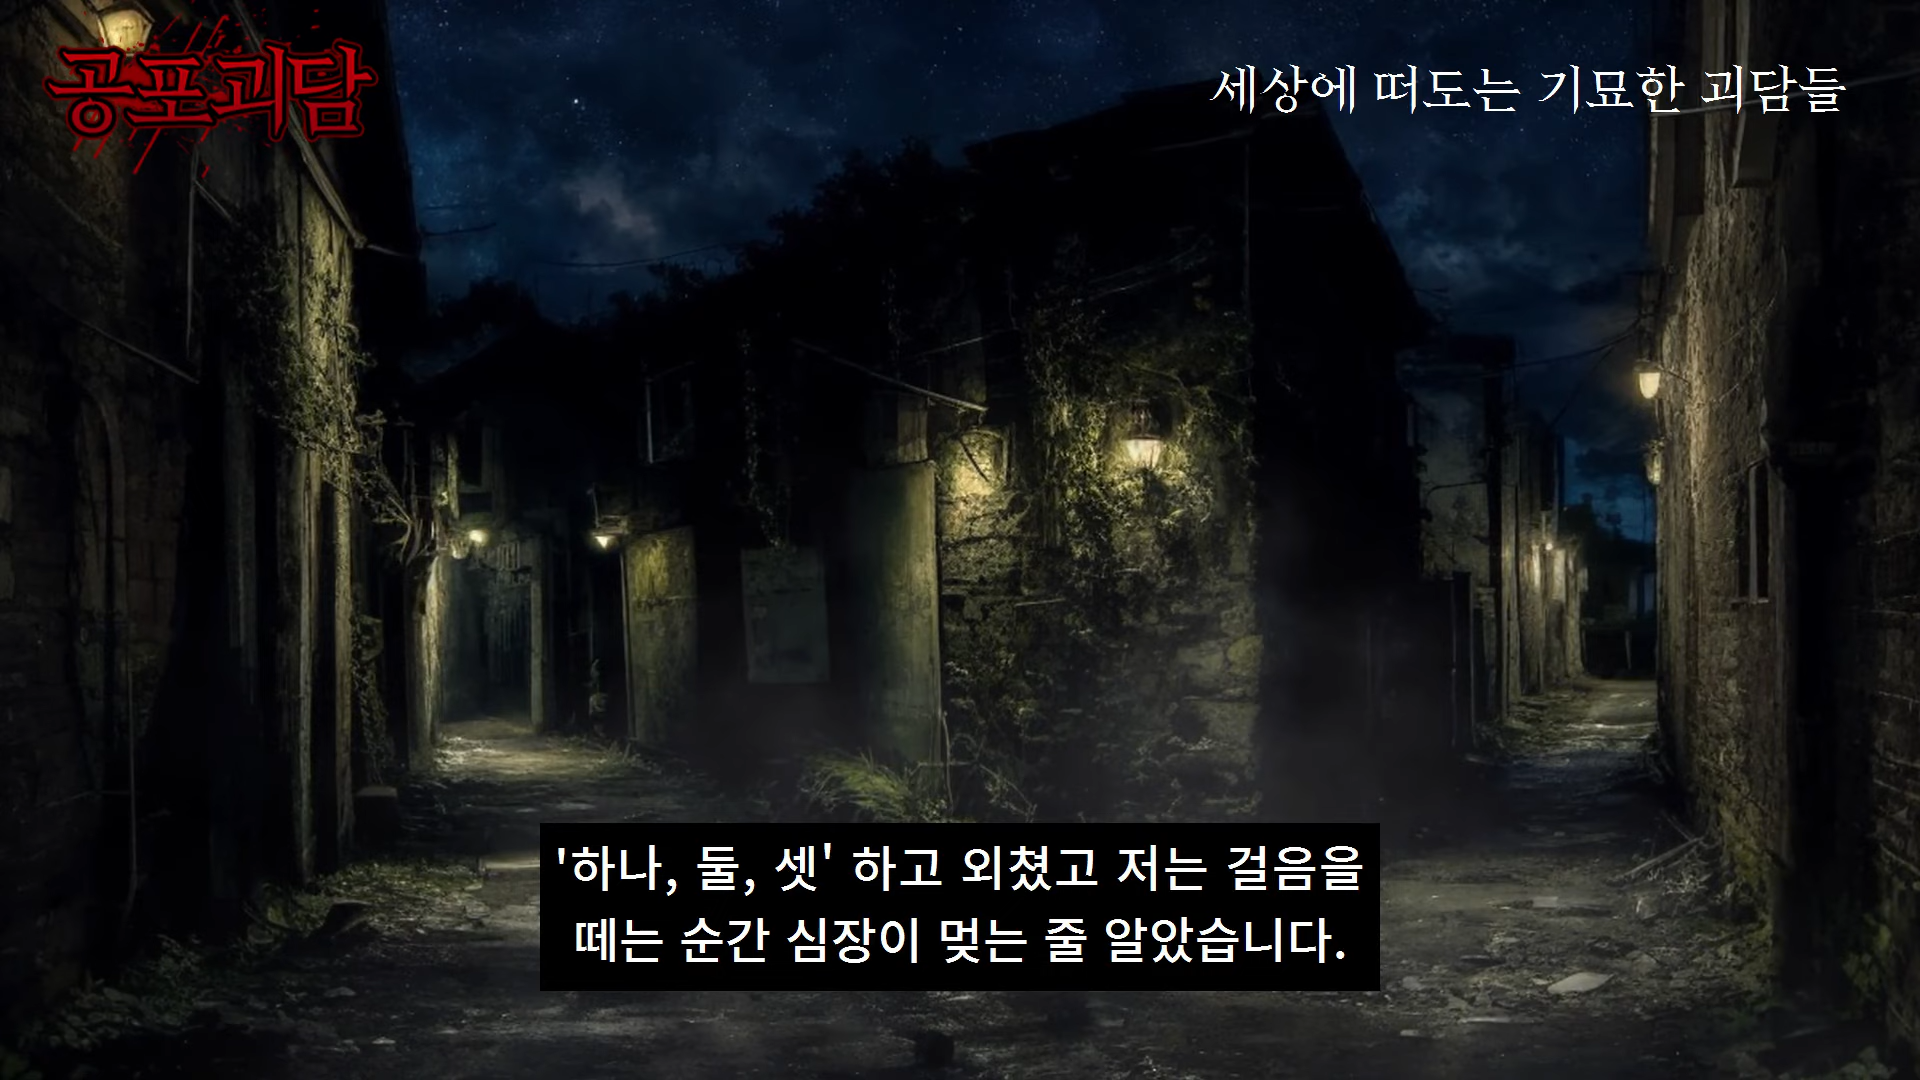 공포괴담
세상에 떠도는 기묘한 괴담들
'하나, 둘, 셋' 하고 외쳤고 저는 걸음을
떼는 순간 심장이 멎는 줄 알았습니다.